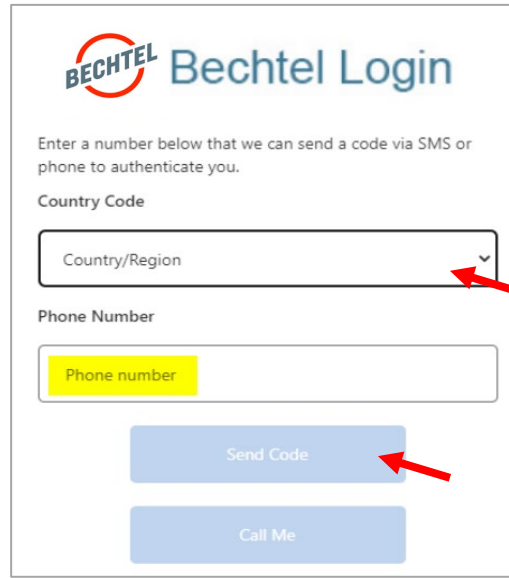 BECHTEL
Bechtel Login
Enter a number below that we can send a code via SMS or
phone to authenticate you.
Country Code
Country/Region
Phone Number
Phone number
Send Code
Call Me